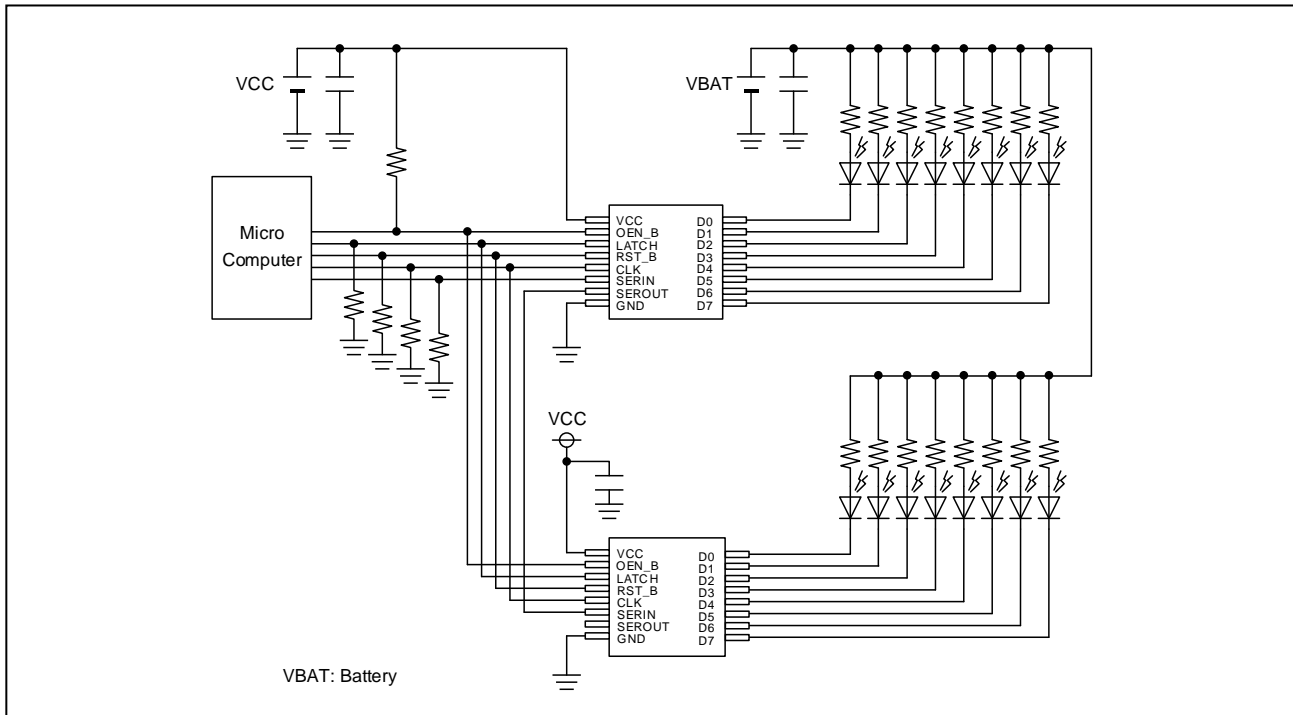 VCC
VBAT
Micro
Computer
VCC
OEN_B
LATCH
RST_B
CLK
SERIN
SEROUT
GND
D0
D1
D2
D3
D4
D5
D6
D7
VCC
VCC
OEN_B
LATCH
RST_B
CLK
SERIN
SEROUT
GND
D0
D1
D2
D3
D4
D5
D6
D7
VBAT: Battery